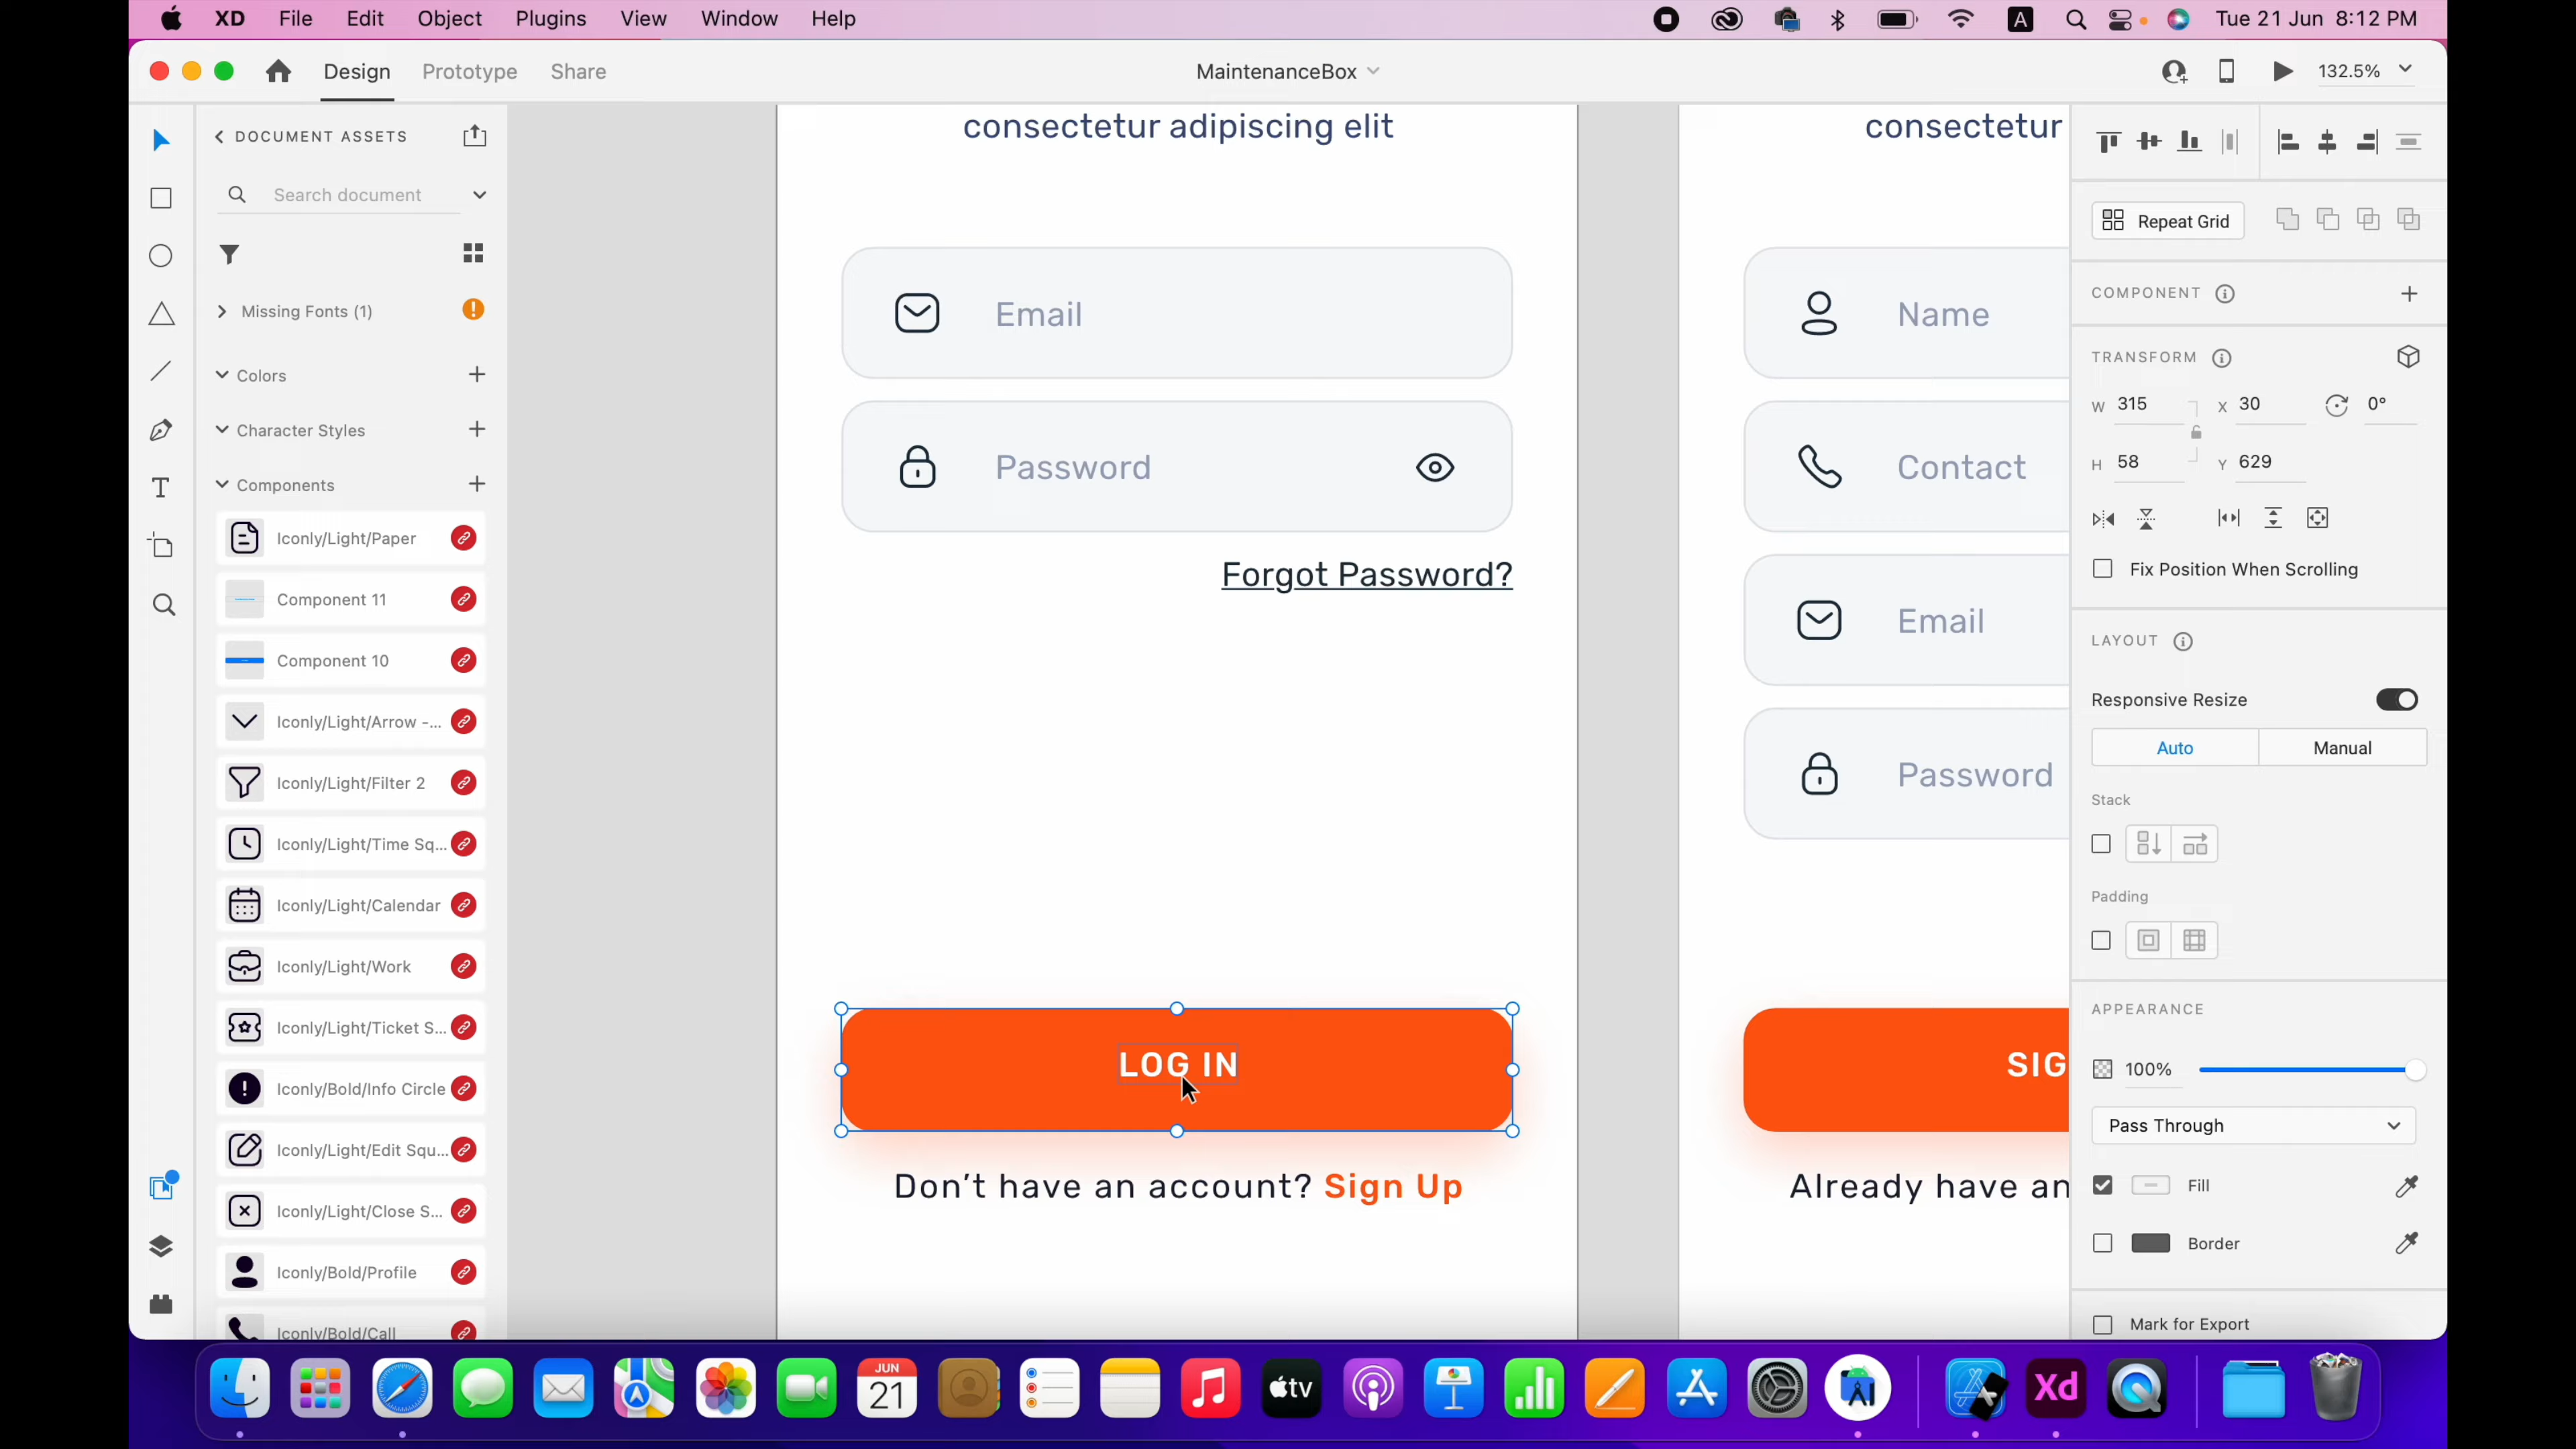 XD File Edit Object Plugins View Window Help
A
Tue 21 Jun 8:12 PM
Design Prototype Share
MaintenanceBox
132.5%
DOCUMENT ASSETS
Search document
Missing Fonts (1)
Colors
Character Styles
Components
Iconly/Light/Paper
Component 11
Component 10
Iconly/Light/Arrow -...
Iconly/Light/Filter 2
Iconly/Light/Time Sq...
Iconly/Light/Calendar
Iconly/Light/Work
Iconly/Light/Ticket S...
Iconly/Bold/Info Circle
Iconly/Light/Edit Squ...
Iconly/Light/Close S...
Iconly/Bold/Profile
Iconly/Bold/Call
consectetur adipiscing elit
Email
Password
Forgot Password?
LOG IN
Don’t have an account? Sign Up
consectetur
Name
Contact
Email
Password
SIG
Already have an
Repeat Grid
COMPONENT
TRANSFORM
W 315 X 30 0°
H 58 Y 629
Fix Position When Scrolling
LAYOUT
Responsive Resize
Auto Manual
Stack
Padding
APPEARANCE
100%
Pass Through
Fill
Border
Mark for Export
JUN
21
tv
Xd